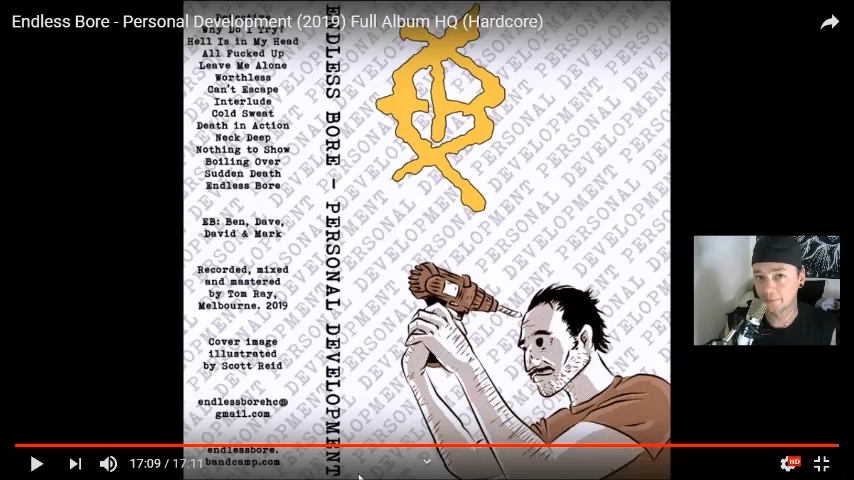 Endless Bore - Personal Development (2019) Full Album HQ (Hardcore)
Why Do I Try?
Hell Is in My Head
All Fucked Up
Leave Me Alone
Worthless
Can't Escape
Interlude
Cold Sweat
Death in Action
Neck Deep
Nothing to Show
Boiling Over
Sudden Death
Endless Bore
EB: Ben, Dave,
David & Mark
Recorded, mixed
and mastered
by Tom Ray,
Melbourne. 2019
Cover image
illustrated
by Scott Reid
endlessborehc@
gmail.com
endlessbore.
bandcamp.com
ENDLESS BORE - PERSONAL DEVELOPMENT
PERSONAL DEVELOPMENT
17:09 / 17:11
HD